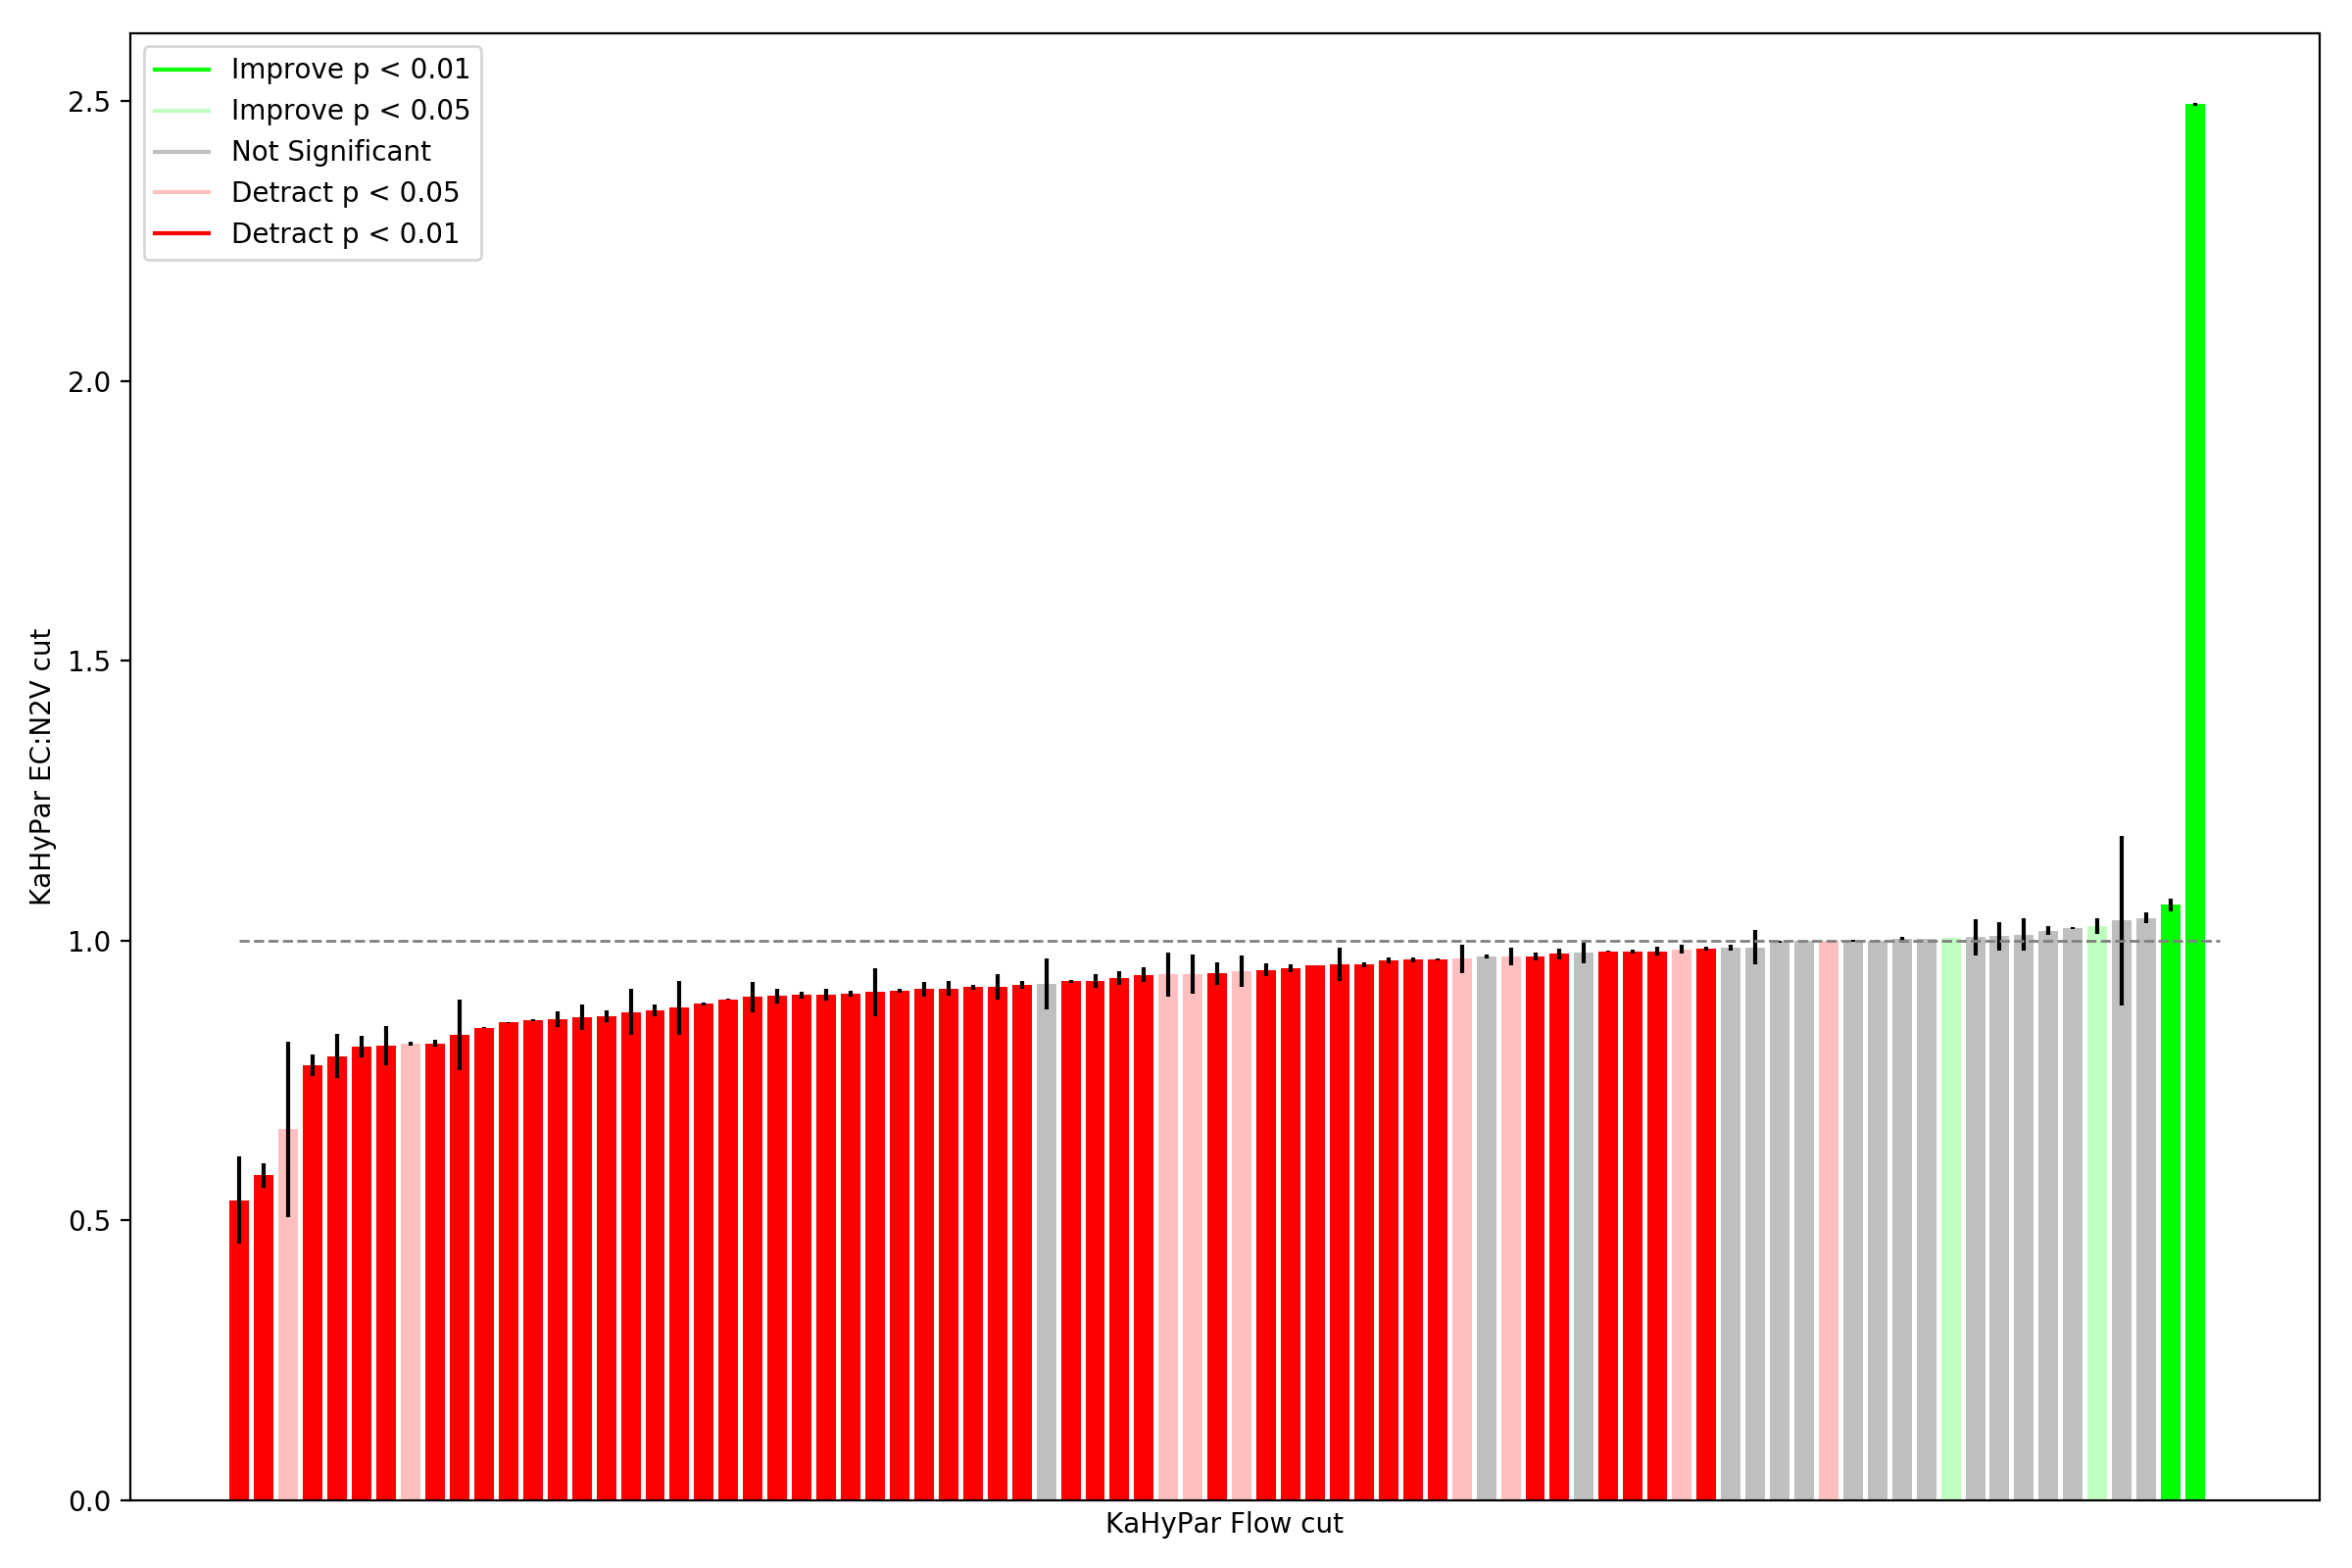 Improve p < 0.01
Improve p < 0.05
Not Significant
Detract p < 0.05
Detract p < 0.01
2.5
2.0
1.5
1.0
0.5
0.0
KaHyPar EC:N2V cut
KaHyPar Flow cut